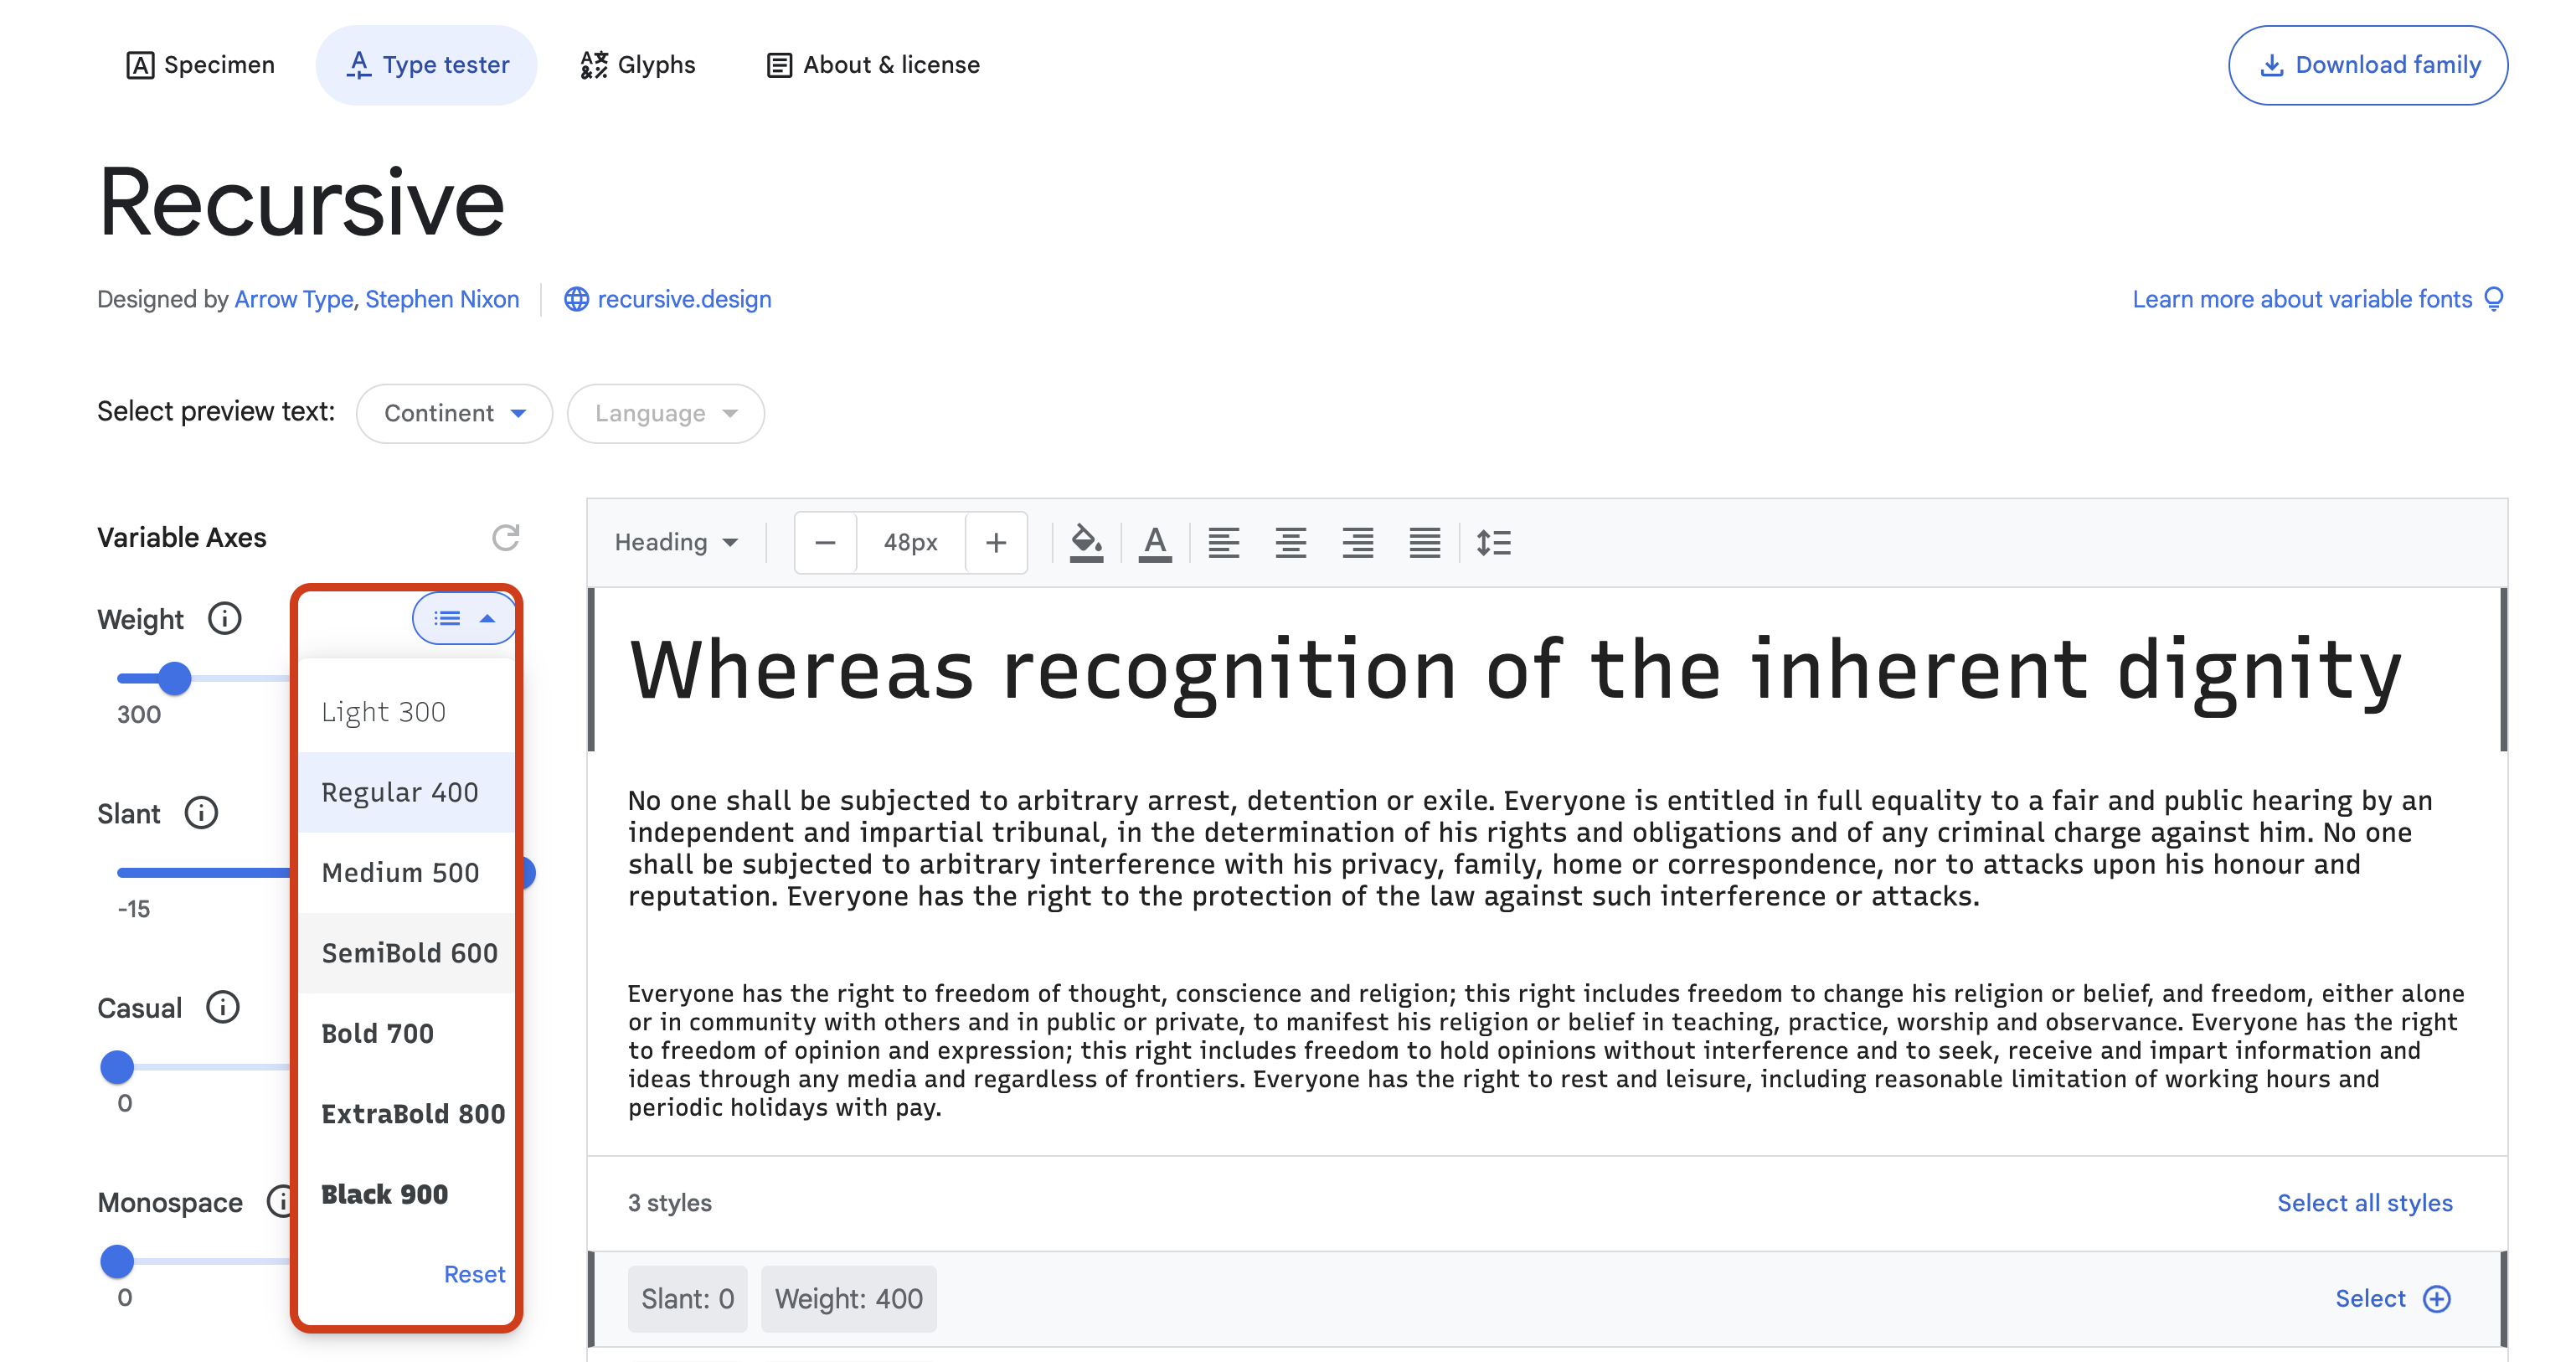 Specimen
Type tester
Glyphs
About & license
Download family
Recursive
Designed by Arrow Type, Stephen Nixon
recursive.design
Learn more about variable fonts
Select preview text:
Continent
Language
Variable Axes
Weight
300
Light 300
Regular 400
Medium 500
SemiBold 600
Bold 700
ExtraBold 800
Black 900
Reset
Slant
-15
Casual
0
Monospace
0
Heading
48px
Whereas recognition of the inherent dignity
No one shall be subjected to arbitrary arrest, detention or exile. Everyone is entitled in full equality to a fair and public hearing by an
independent and impartial tribunal, in the determination of his rights and obligations and of any criminal charge against him. No one
shall be subjected to arbitrary interference with his privacy, family, home or correspondence, nor to attacks upon his honour and
reputation. Everyone has the right to the protection of the law against such interference or attacks.
Everyone has the right to freedom of thought, conscience and religion; this right includes freedom to change his religion or belief, and freedom, either alone
or in community with others and in public or private, to manifest his religion or belief in teaching, practice, worship and observance. Everyone has the right
to freedom of opinion and expression; this right includes freedom to hold opinions without interference and to seek, receive and impart information and
ideas through any media and regardless of frontiers. Everyone has the right to rest and leisure, including reasonable limitation of working hours and
periodic holidays with pay.
3 styles
Select all styles
Slant: 0
Weight: 400
Select